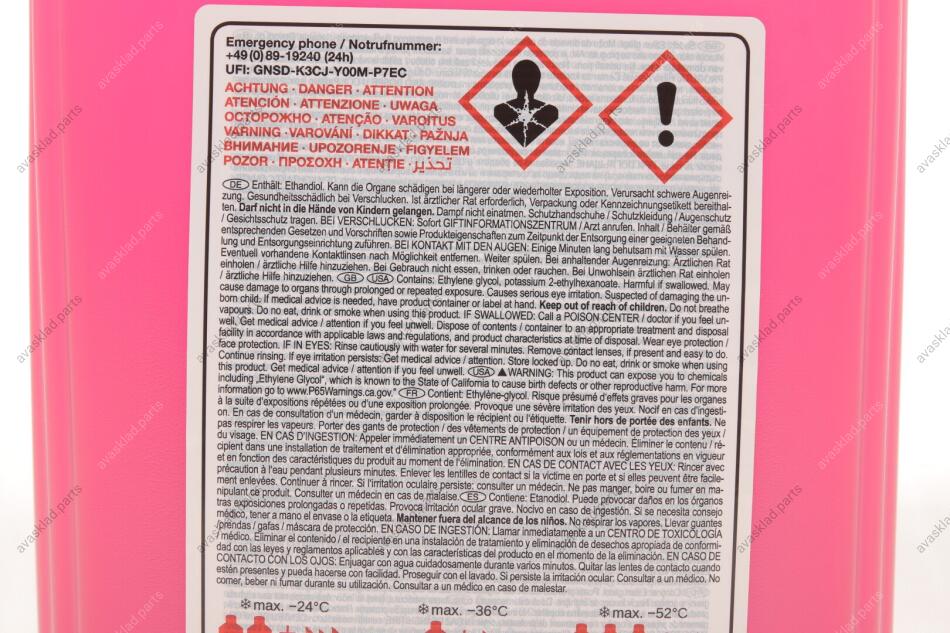 Emergency phone / Notrufnummer:
+49(0)89-19240 (24h)
UFI: GNSD-K3CJ-Y00M-P7EC
ACHTUNG · DANGER · ATTENTION
ATENCIÓN · ATTENZIONE · UWAGA
ОСТОРОЖНО · ATENÇÃO · VAROITUS
VARNING · VAROVÁNÍ · DIKKAT · PAŽNJA
ВНИМАНИЕ · UPOZORENJE · FIGYELEM
POZOR · ΠΡΟΣΟΧΗ · ATENȚIE · تحذير
DE Enthält: Ethandiol. Kann die Organe schädigen bei längerer oder wiederholter Exposition. Verursacht schwere Augenrei-
zung. Gesundheitsschädlich bei Verschlucken. Ist ärztlicher Rat erforderlich, Verpackung oder Kennzeichnungsetikett bereithal-
ten. Darf nicht in die Hände von Kindern gelangen. Dampf nicht einatmen. Schutzhandschuhe / Schutzkleidung / Augenschutz
/ Gesichtsschutz tragen. BEI VERSCHLUCKEN: Sofort GIFTINFORMATIONSZENTRUM / Arzt anrufen. Inhalt / Behälter gemäß
entsprechenden Gesetzen und Vorschriften sowie Produkteigenschaften zum Zeitpunkt der Entsorgung einer geeigneten Behand-
lung und Entsorgungseinrichtung zuführen. BEI KONTAKT MIT DEN AUGEN: Einige Minuten lang behutsam mit Wasser spülen.
Eventuell vorhandene Kontaktlinsen nach Möglichkeit entfernen. Weiter spülen. Bei anhaltender Augenreizung: Ärztlichen Rat
einholen / ärztliche Hilfe hinzuziehen. Bei Gebrauch nicht essen, trinken oder rauchen. Bei Unwohlsein ärztlichen Rat einholen
/ ärztliche Hilfe hinzuziehen. GB USA Contains: Ethylene glycol, potassium 2-ethylhexanoate. Harmful if swallowed. May
cause damage to organs through prolonged or repeated exposure. Causes serious eye irritation. Suspected of damaging the un-
born child. If medical advice is needed, have product container or label at hand. Keep out of reach of children. Do not breathe
vapours. Do no eat, drink or smoke when using this product. IF SWALLOWED: Call a POISON CENTER / doctor if you feel un-
well. Get medical advice / attention if you feel unwell. Dispose of contents / container to an appropriate treatment and disposal
facility in accordance with applicable laws and regulations, and product characteristics at time of disposal. Wear eye protection /
face protection. IF IN EYES: Rinse cautiously with water for several minutes. Remove contact lenses, if present and easy to do.
Continue rinsing. If eye irritation persists: Get medical advice / attention. Store locked up. Do no eat, drink or smoke when using
this product. Get medical advice / attention if you feel unwell. USA ▲WARNING: This product can expose you to chemicals
including „Ethylene Glycol", which is known to the State of California to cause birth defects or other reproductive harm. For more
information go to www.P65Warnings.ca.gov." FR Contient: Ethylène-glycol. Risque présumé d'effets graves pour les organes
à la suite d'expositions répétées ou d'une exposition prolongée. Provoque une sévère irritation des yeux. Nocif en cas d'ingesti-
on. En cas de consultation d'un médecin, garder à disposition le récipient ou l'étiquette. Tenir hors de portée des enfants. Ne
pas respirer les vapeurs. Porter des gants de protection / des vêtements de protection / un équipement de protection des yeux /
du visage. EN CAS D'INGESTION: Appeler immédiatement un CENTRE ANTIPOISON ou un médecin. Eliminer le contenu / ré-
cipient dans une installation de traitement et d'élimination appropriée, conformément aux lois et aux réglementations en vigueur
et en fonction des caractéristiques du produit au moment de l'élimination. EN CAS DE CONTACT AVEC LES YEUX: Rincer avec
précaution à l'eau pendant plusieurs minutes. Enlever les lentilles de contact si la victime en porte et si elles peuvent être facile-
ment enlevées. Continuer à rincer. Si l'irritation oculaire persiste: consulter un médecin. Ne pas manger, boire ou fumer en ma-
nipulant ce produit. Consulter un médecin en cas de malaise. ES Contiene: Etanodiol. Puede provocar daños en los órganos
tras exposiciones prolongadas o repetidas. Provoca irritación ocular grave. Nocivo en caso de ingestión. Si se necesita consejo
médico, tener a mano el envase o la etiqueta. Mantener fuera del alcance de los niños. No respirar los vapores. Llevar guantes
/prendas / gafas / máscara de protección. EN CASO DE INGESTIÓN: Llamar inmediatamente a un CENTRO DE TOXICOLOGÍA
/ médico. Eliminar el contenido / el recipiente en una instalación de tratamiento y eliminación de desechos apropiada de conformi-
dad con las leyes y reglamentos aplicables y con las características del producto en el momento de la eliminación. EN CASO DE
CONTACTO CON LOS OJOS: Enjuagar con agua cuidadosamente durante varios minutos. Quitar las lentes de contacto cuando
estén presentes y pueda hacerse con facilidad. Proseguir con el lavado. Si persiste la irritación ocular: Consultar a un médico. No
comer, beber ni fumar durante su utilización. Consultar a un médico en caso de malestar.
max. –24°C
max. –36°C
max. –52°C
avasklad.parts